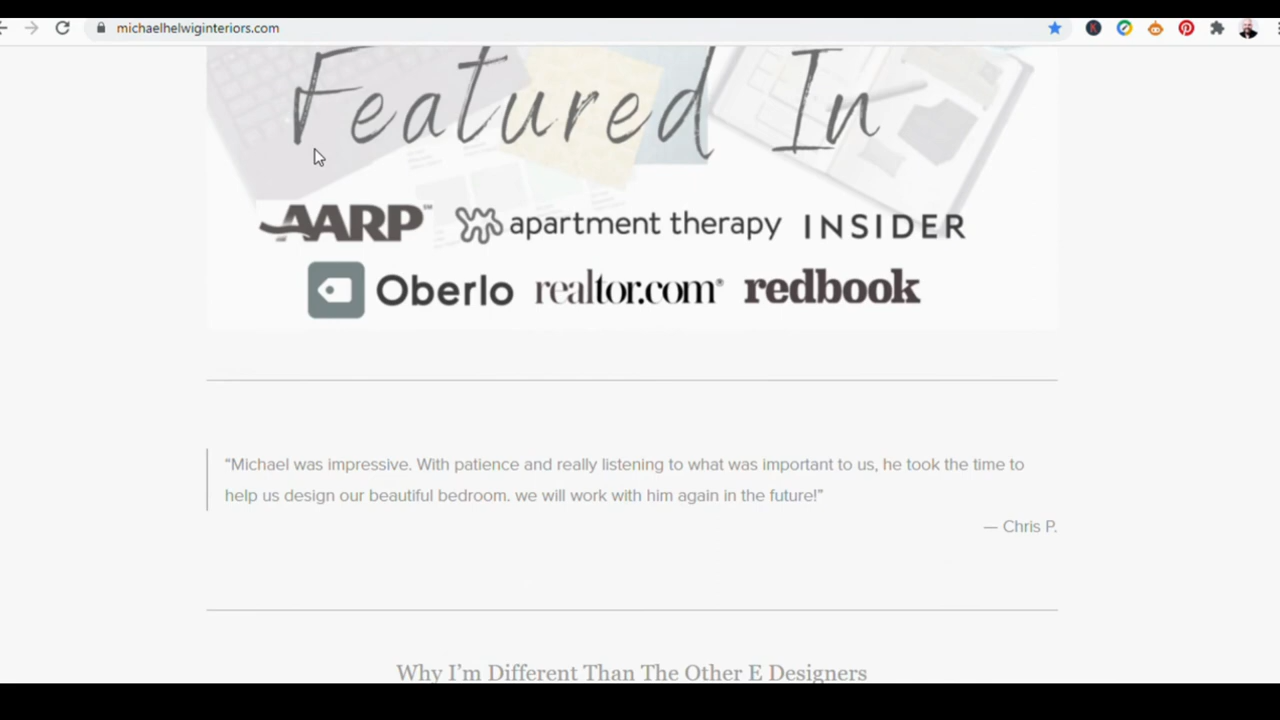 michaelhelwiginteriors.com
Featured In
AARP™ apartment therapy INSIDER
Oberlo realtor.com® redbook
“Michael was impressive. With patience and really listening to what was important to us, he took the time to
help us design our beautiful bedroom. we will work with him again in the future!”
— Chris P.
Why I’m Different Than The Other E Designers